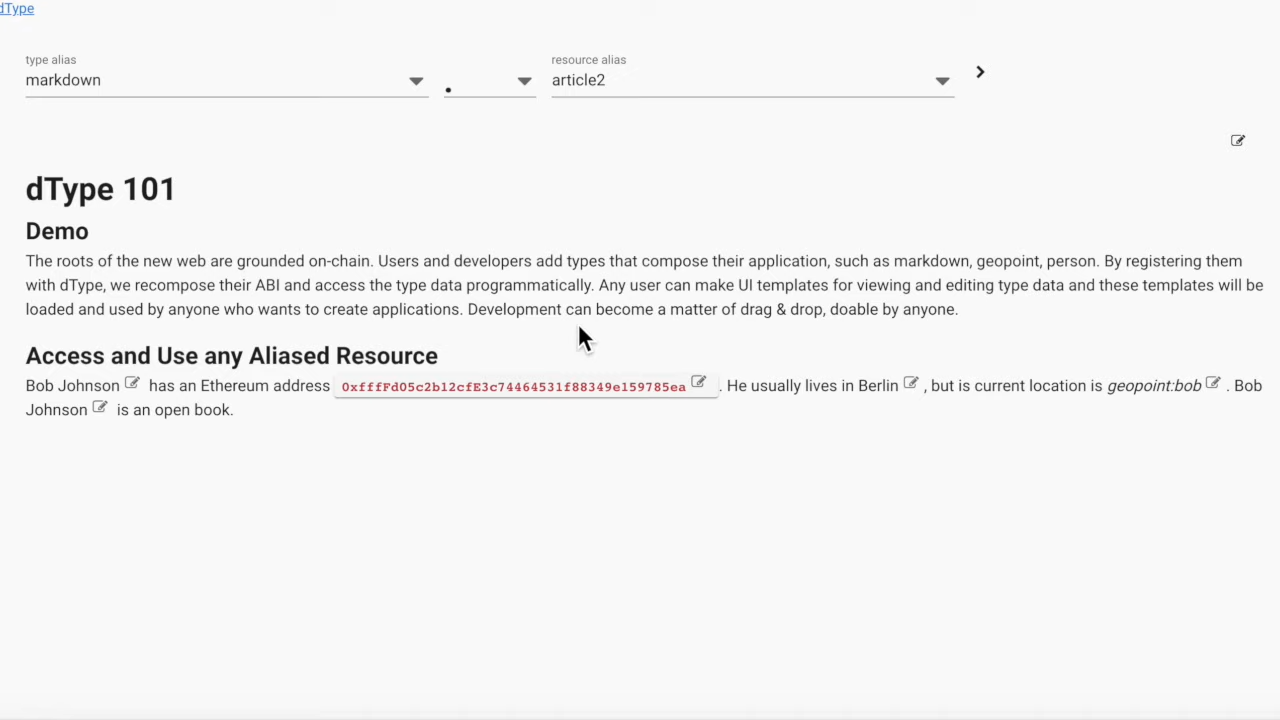 dType
type alias
resource alias
markdown
.
article2
dType 101
Demo
The roots of the new web are grounded on-chain. Users and developers add types that compose their application, such as markdown, geopoint, person. By registering them
with dType, we recompose their ABI and access the type data programmatically. Any user can make UI templates for viewing and editing type data and these templates will be
loaded and used by anyone who wants to create applications. Development can become a matter of drag & drop, doable by anyone.
Access and Use any Aliased Resource
Bob Johnson has an Ethereum address 0xfffFd05c2b12cfE3c74464531f88349e159785ea . He usually lives in Berlin , but is current location is geopoint:bob . Bob
Johnson is an open book.